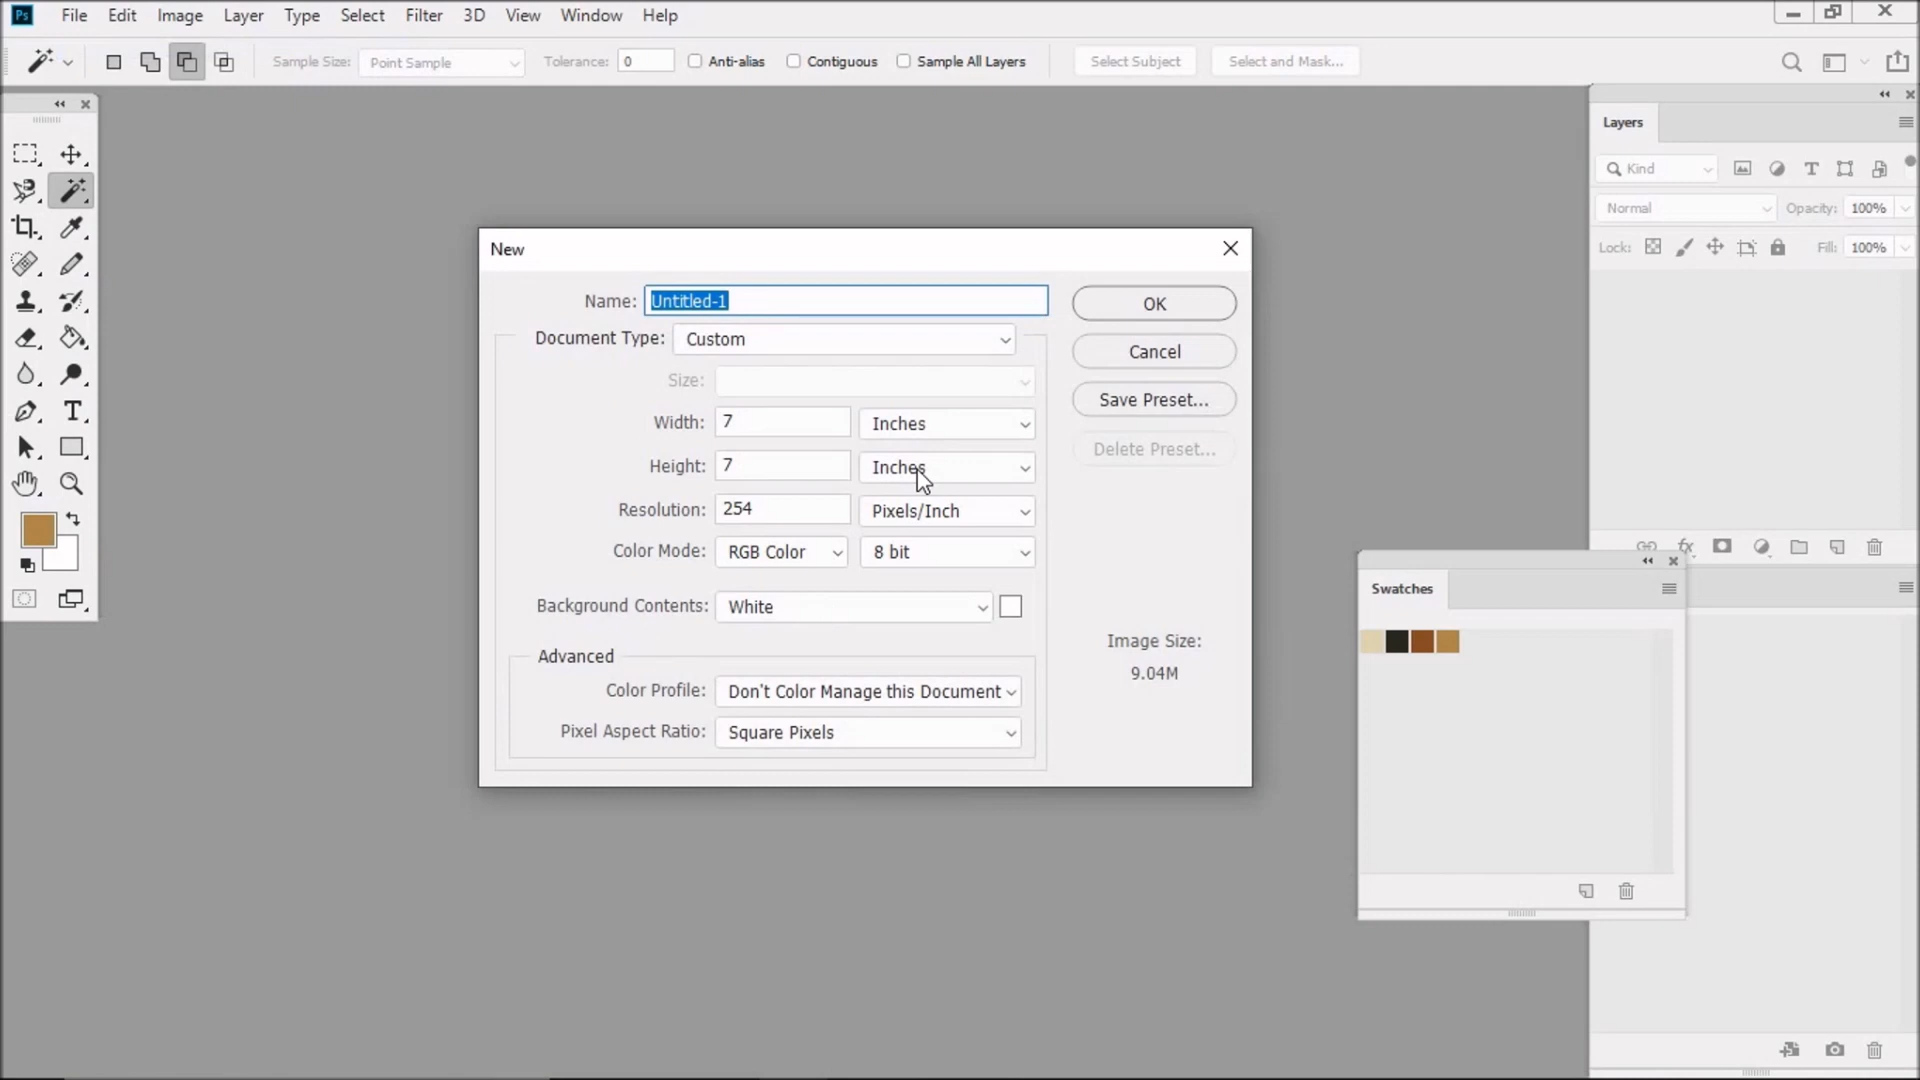 Ps File Edit Image Layer Type Select Filter 3D View Window Help
Sample Size: Point Sample Tolerance: 0 Anti-alias Contiguous Sample All Layers Select Subject Select and Mask...
Layers
Kind
Normal Opacity: 100%
Lock: Fill: 100%
New
Name: Untitled-1 OK
Document Type: Custom Cancel
Size:
Save Preset...
Width: 7 Inches
Delete Preset...
Height: 7 Inches
Resolution: 254 Pixels/Inch
Color Mode: RGB Color 8 bit
Background Contents: White
Image Size:
9.04M
Advanced
Color Profile: Don't Color Manage this Document
Pixel Aspect Ratio: Square Pixels
Swatches
T
T
fx